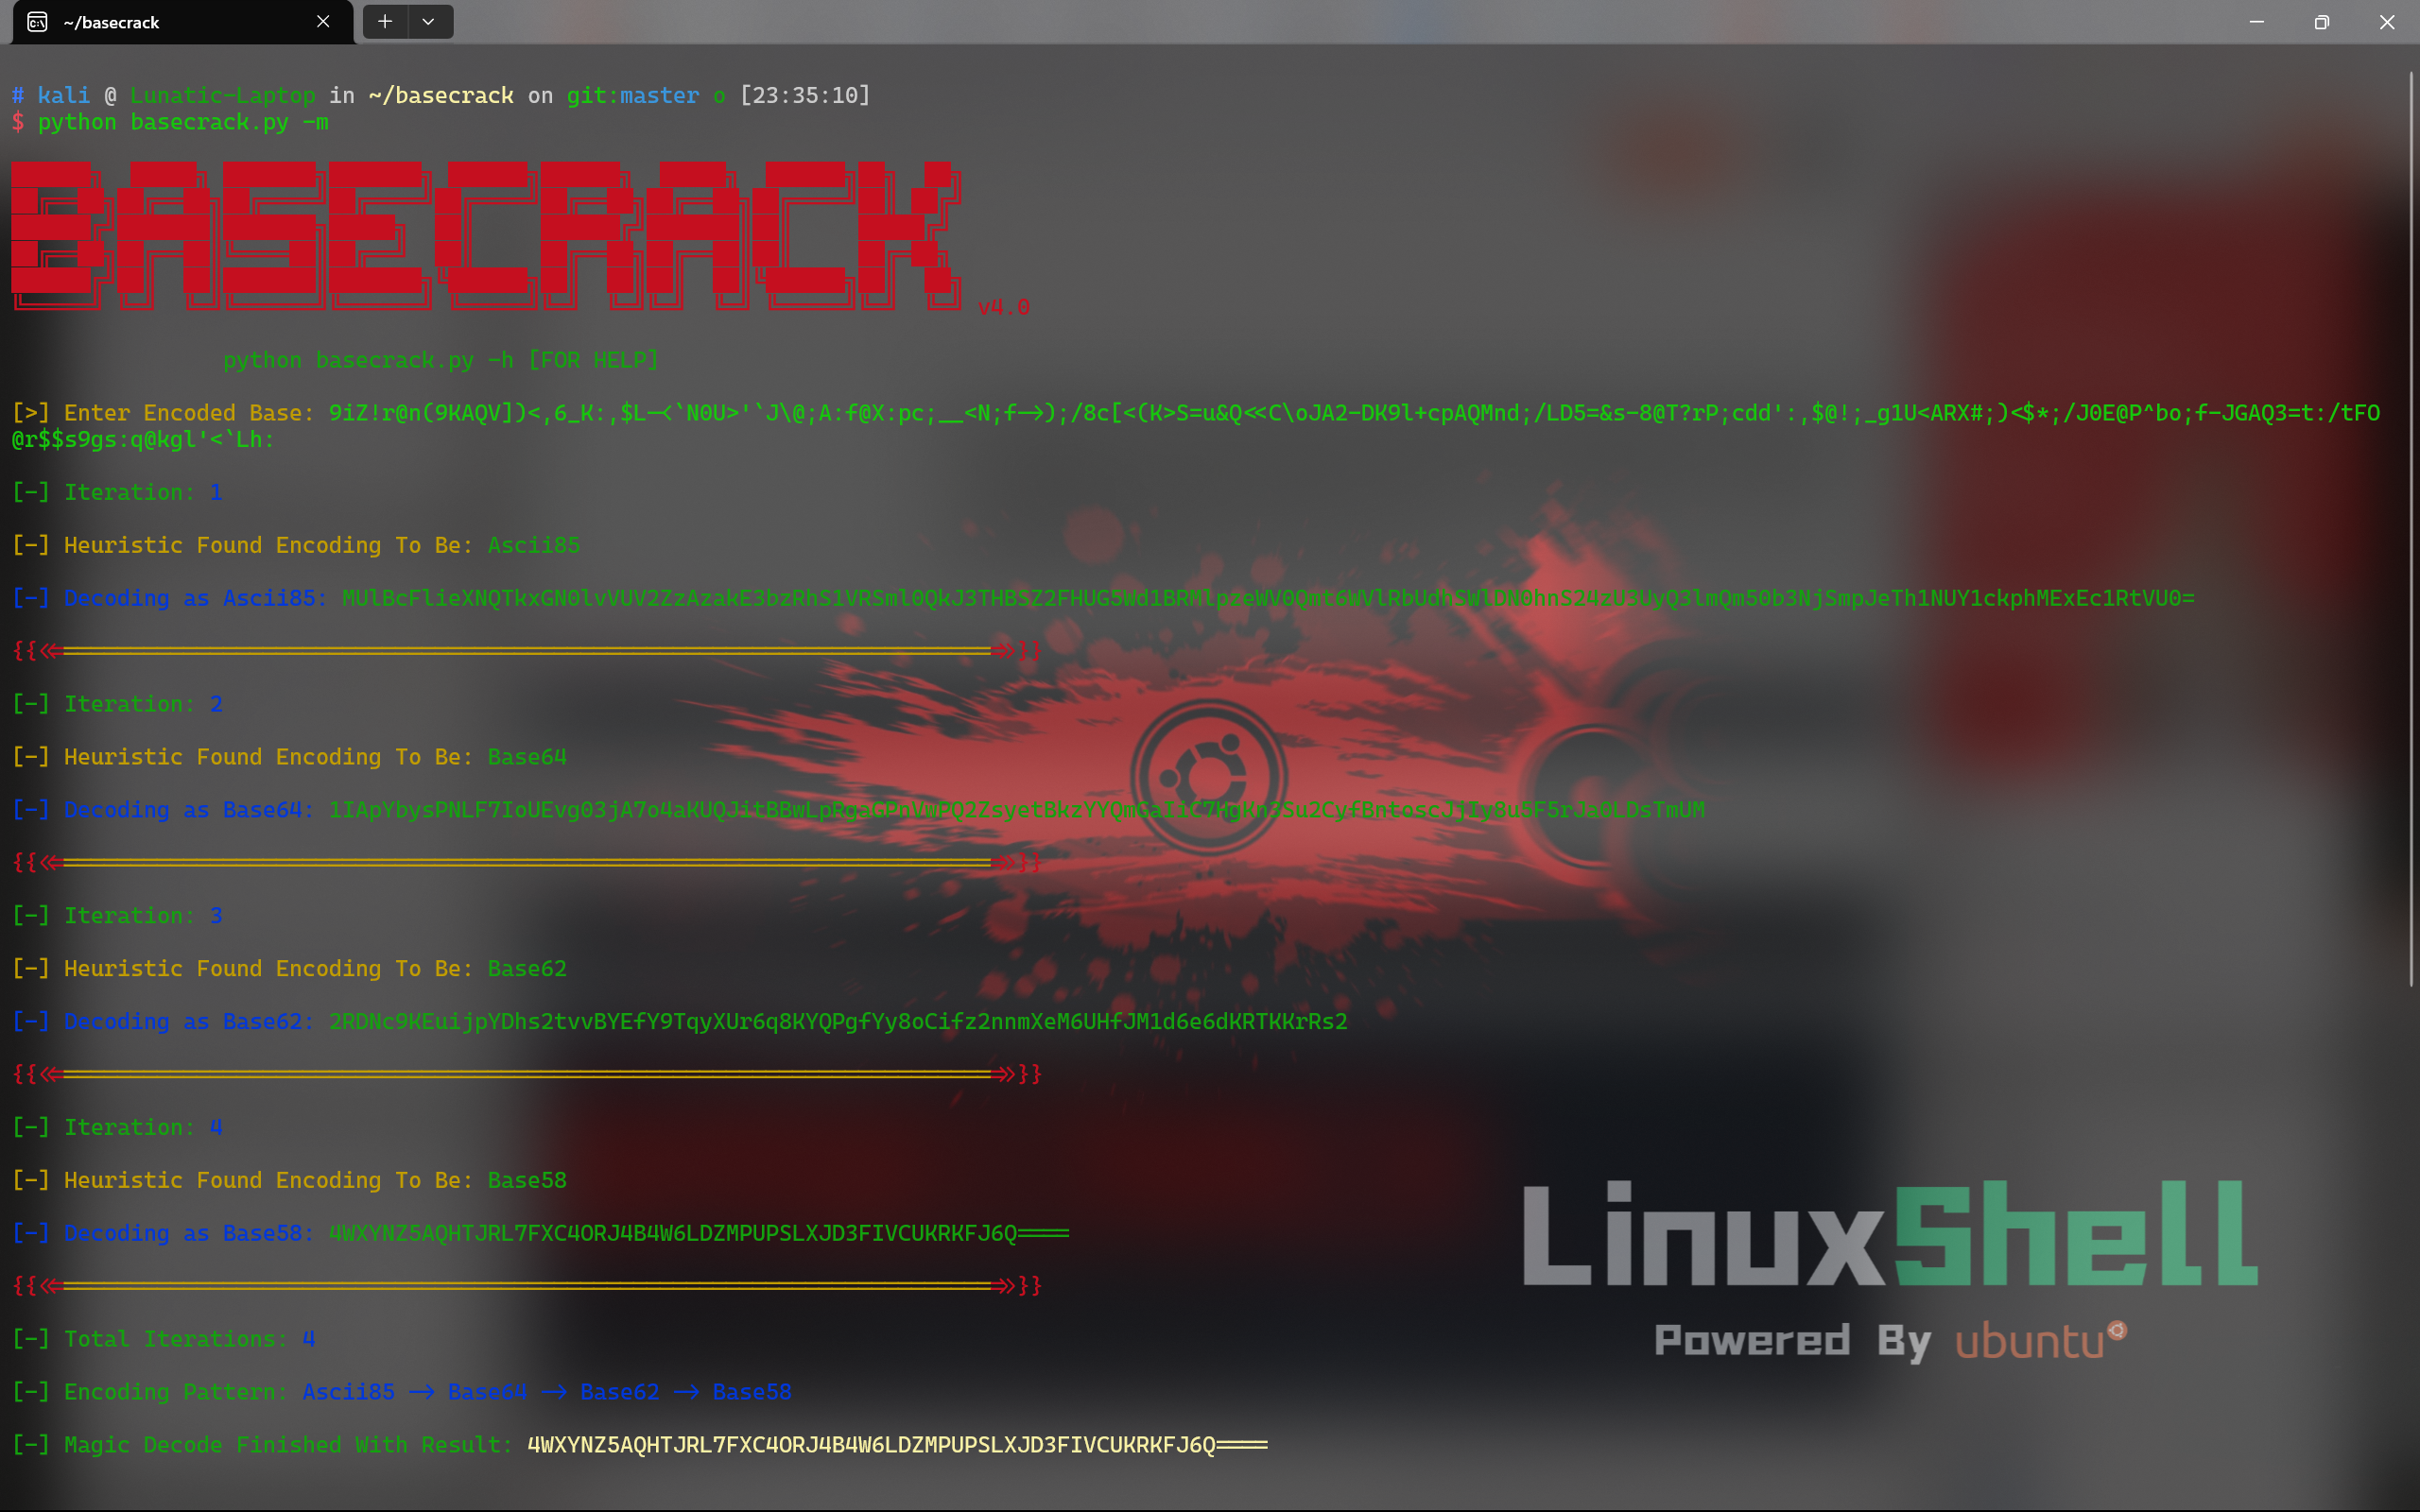 ~/basecrack
# kali @ Lunatic-Laptop in ~/basecrack on git:master o [23:35:10]
$ python basecrack.py -m
BASECRACK v4.0
python basecrack.py -h [FOR HELP]
[>] Enter Encoded Base: 9iZ!r@n(9KAQV])<,6_K:,$L-<`N0U>'`J\@;A:f@X:pc;__<N;f-->);/8c[<(K>S=u&Q<<C\oJA2-DK9l+cpAQMnd;/LD5=&s-8@T?rP;cdd':,$@!;_g1U<ARX#;)<$*;/J0E@P^bo;f-JGAQ3=t:/tFO
@r$$s9gs:q@kgl'<`Lh:
[-] Iteration: 1
[-] Heuristic Found Encoding To Be: Ascii85
[-] Decoding as Ascii85: MUlBcFlieXNQTkxGN0lvVUV2ZzAzakE3bzRhS1VRSml0QkJ3THBSZ2FHUG5Wd1BRMlpzeWV0Qmt6WVlRbUdhSWlDN0hnS24zU3UyQ3lmQm50b3NjSmpJeTh1NUY1ckphMExEc1RtVU0=
{{<<======================================================================>>}}
[-] Iteration: 2
[-] Heuristic Found Encoding To Be: Base64
[-] Decoding as Base64: 1IApYbysPNLF7IoUEvg03jA7o4aKUQJitBBwLpRgaGPnVwPQ2ZsyetBkzYYQmGaIiC7HgKn3Su2CyfBntoscJjIy8u5F5rJa0LDsTmUM
{{<<======================================================================>>}}
[-] Iteration: 3
[-] Heuristic Found Encoding To Be: Base62
[-] Decoding as Base62: 2RDNc9KEuijpYDhs2tvvBYEfY9TqyXUr6q8KYQPgfYy8oCifz2nnmXeM6UHfJM1d6e6dKRTKKrRs2
{{<<======================================================================>>}}
[-] Iteration: 4
[-] Heuristic Found Encoding To Be: Base58
[-] Decoding as Base58: 4WXYNZ5AQHTJRL7FXC4ORJ4B4W6LDZMPUPSLXJD3FIVCUKRKFJ6Q====
{{<<======================================================================>>}}
[-] Total Iterations: 4
[-] Encoding Pattern: Ascii85 -> Base64 -> Base62 -> Base58
[-] Magic Decode Finished With Result: 4WXYNZ5AQHTJRL7FXC4ORJ4B4W6LDZMPUPSLXJD3FIVCUKRKFJ6Q====
LinuxShell
Powered By ubuntu